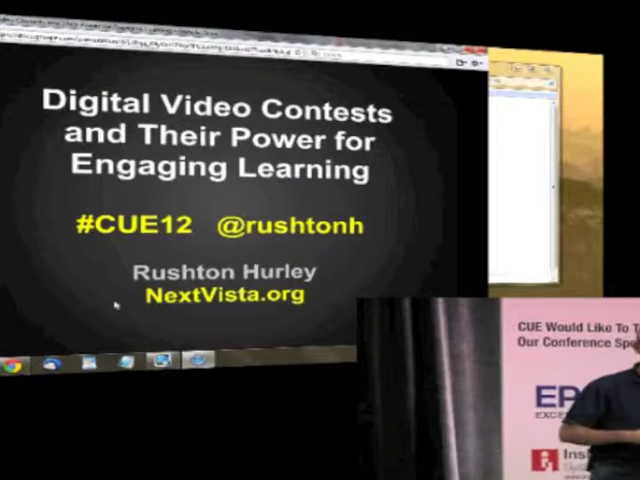 Digital Video Contests
and Their Power for
Engaging Learning
#CUE12 @rushtonh
Rushton Hurley
NextVista.org
CUE Would Like To
Our Conference
EP